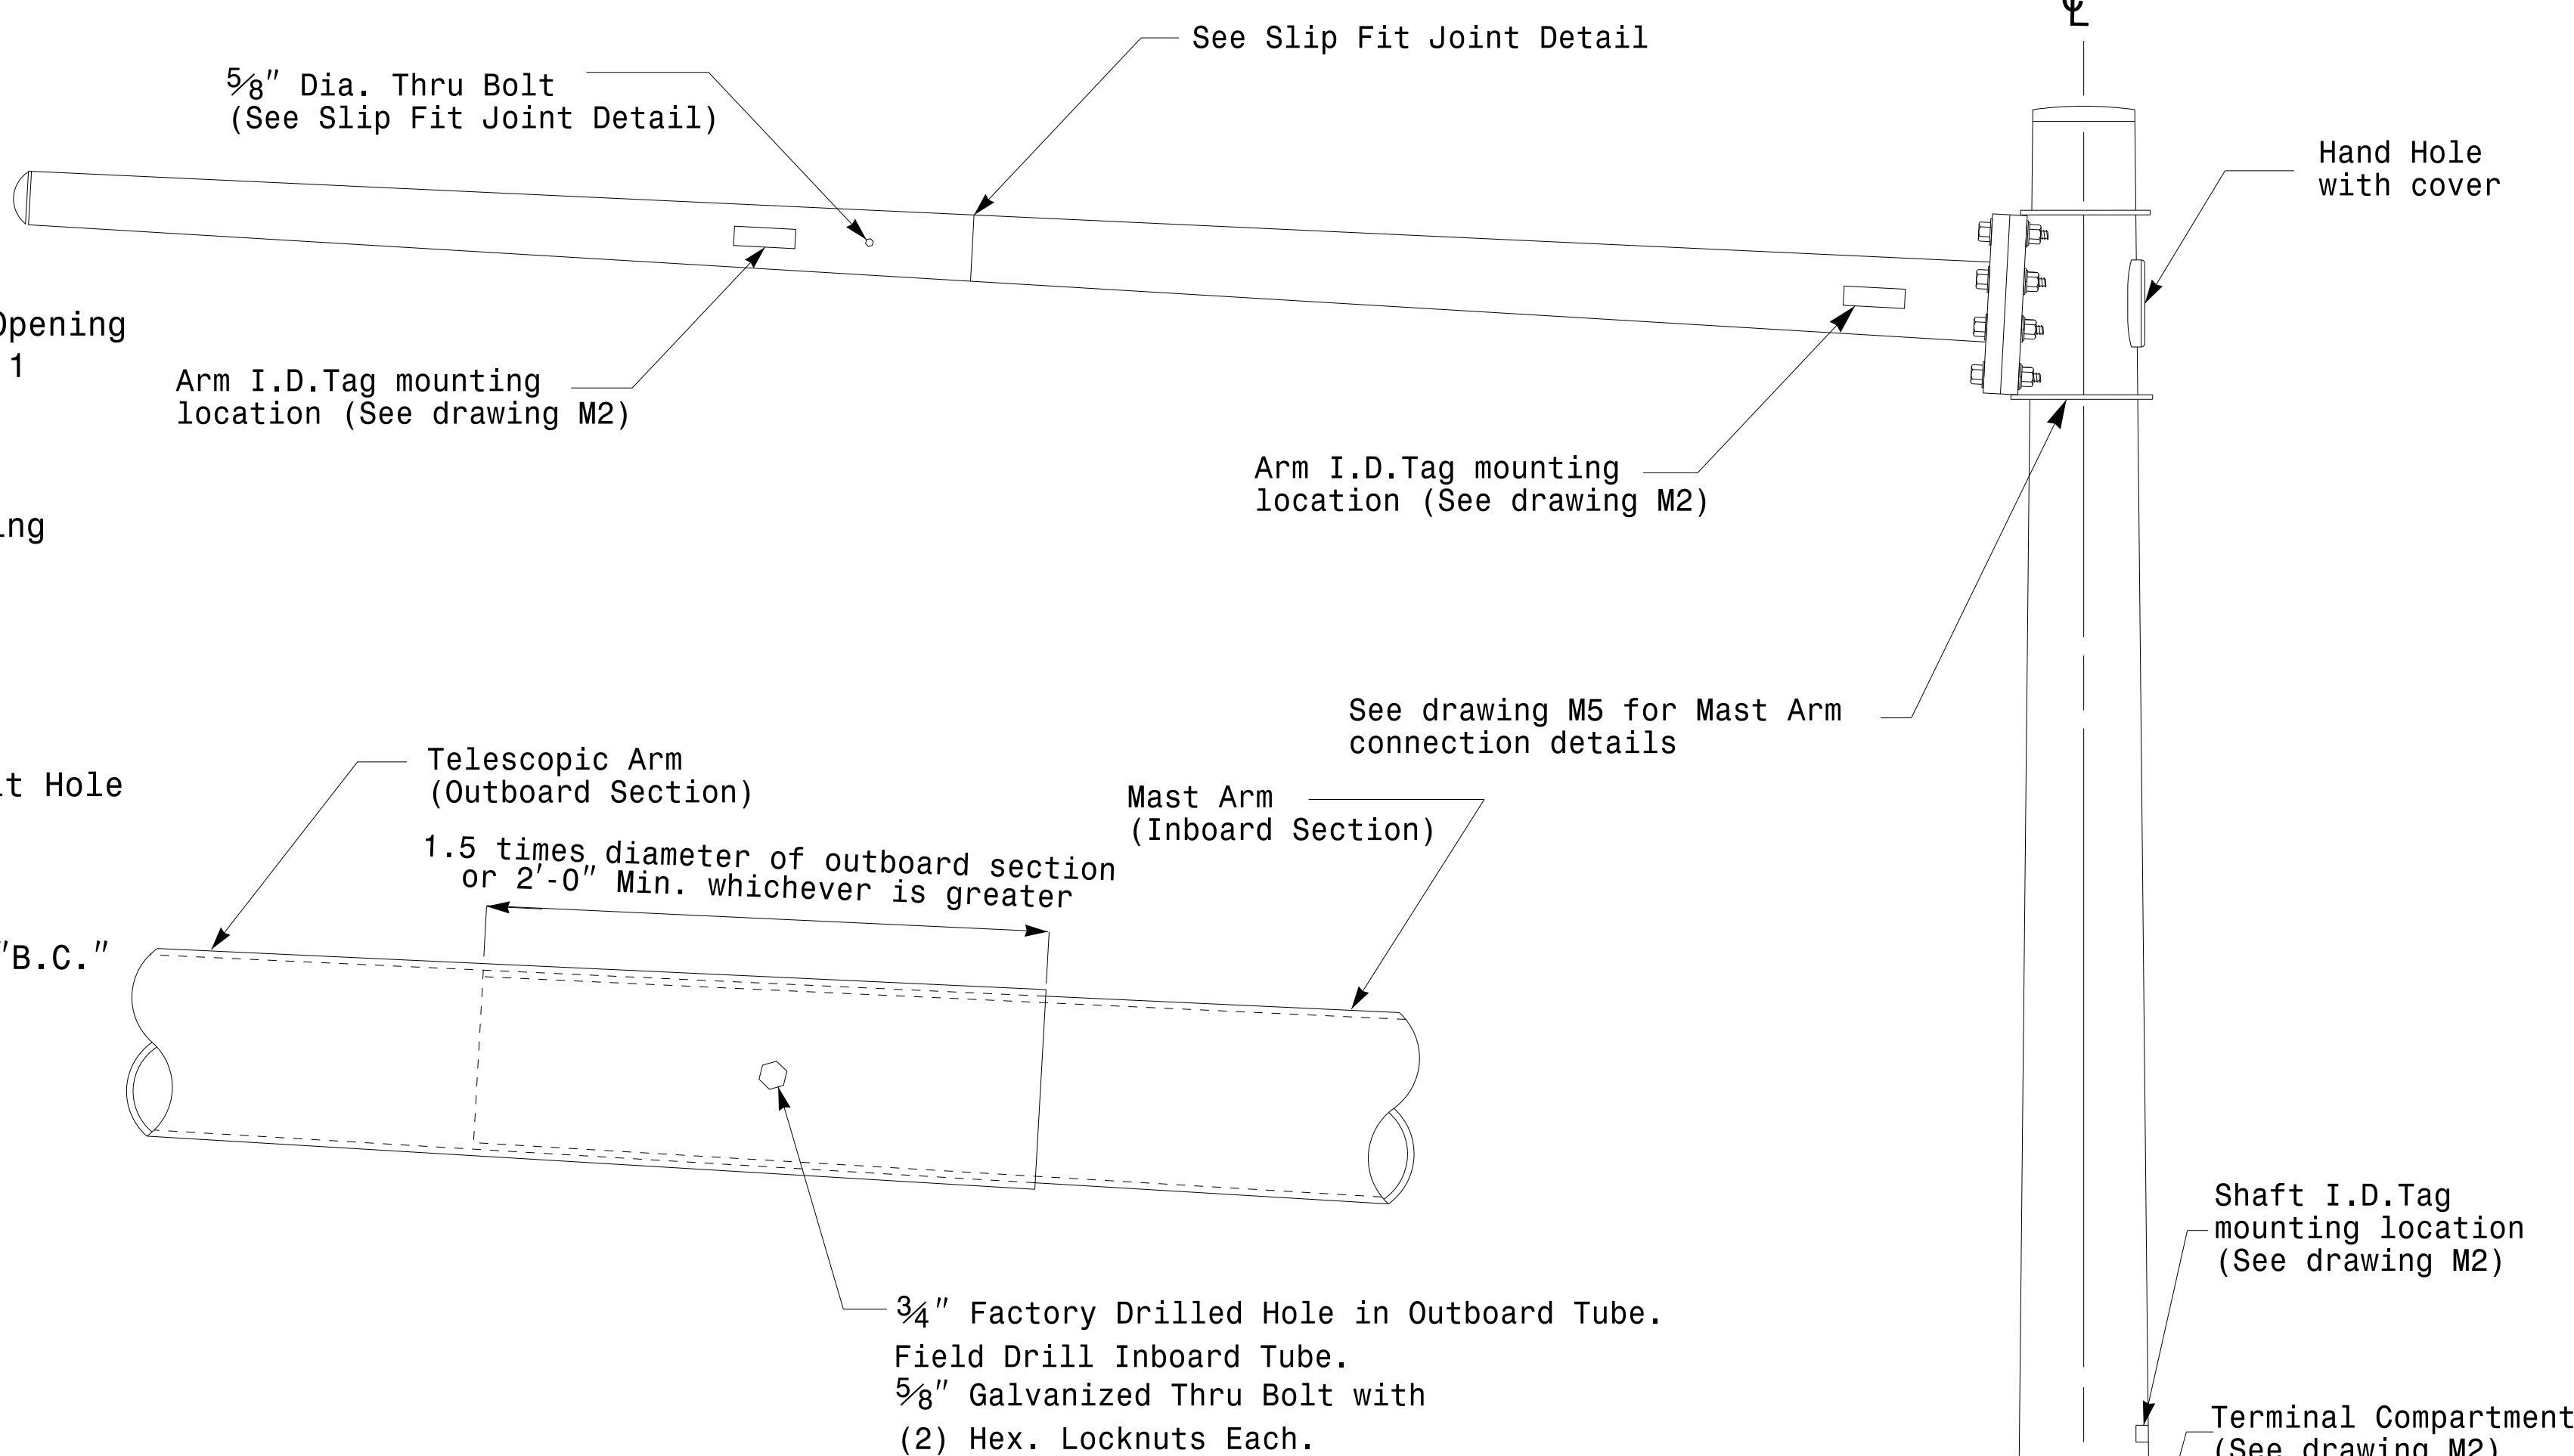 ℄
See Slip Fit Joint Detail
5/8" Dia. Thru Bolt
(See Slip Fit Joint Detail)
Hand Hole
with cover
Opening
1
Arm I.D.Tag mounting
location (See drawing M2)
Arm I.D.Tag mounting
location (See drawing M2)
See drawing M5 for Mast Arm
connection details
Telescopic Arm
(Outboard Section)
Hole
Mast Arm
(Inboard Section)
1.5 times diameter of outboard section
or 2'-0" Min. whichever is greater
"B.C."
Shaft I.D.Tag
mounting location
(See drawing M2)
3/4" Factory Drilled Hole in Outboard Tube.
Field Drill Inboard Tube.
5/8" Galvanized Thru Bolt with
(2) Hex. Locknuts Each.
Terminal Compartment
(See drawing M2)